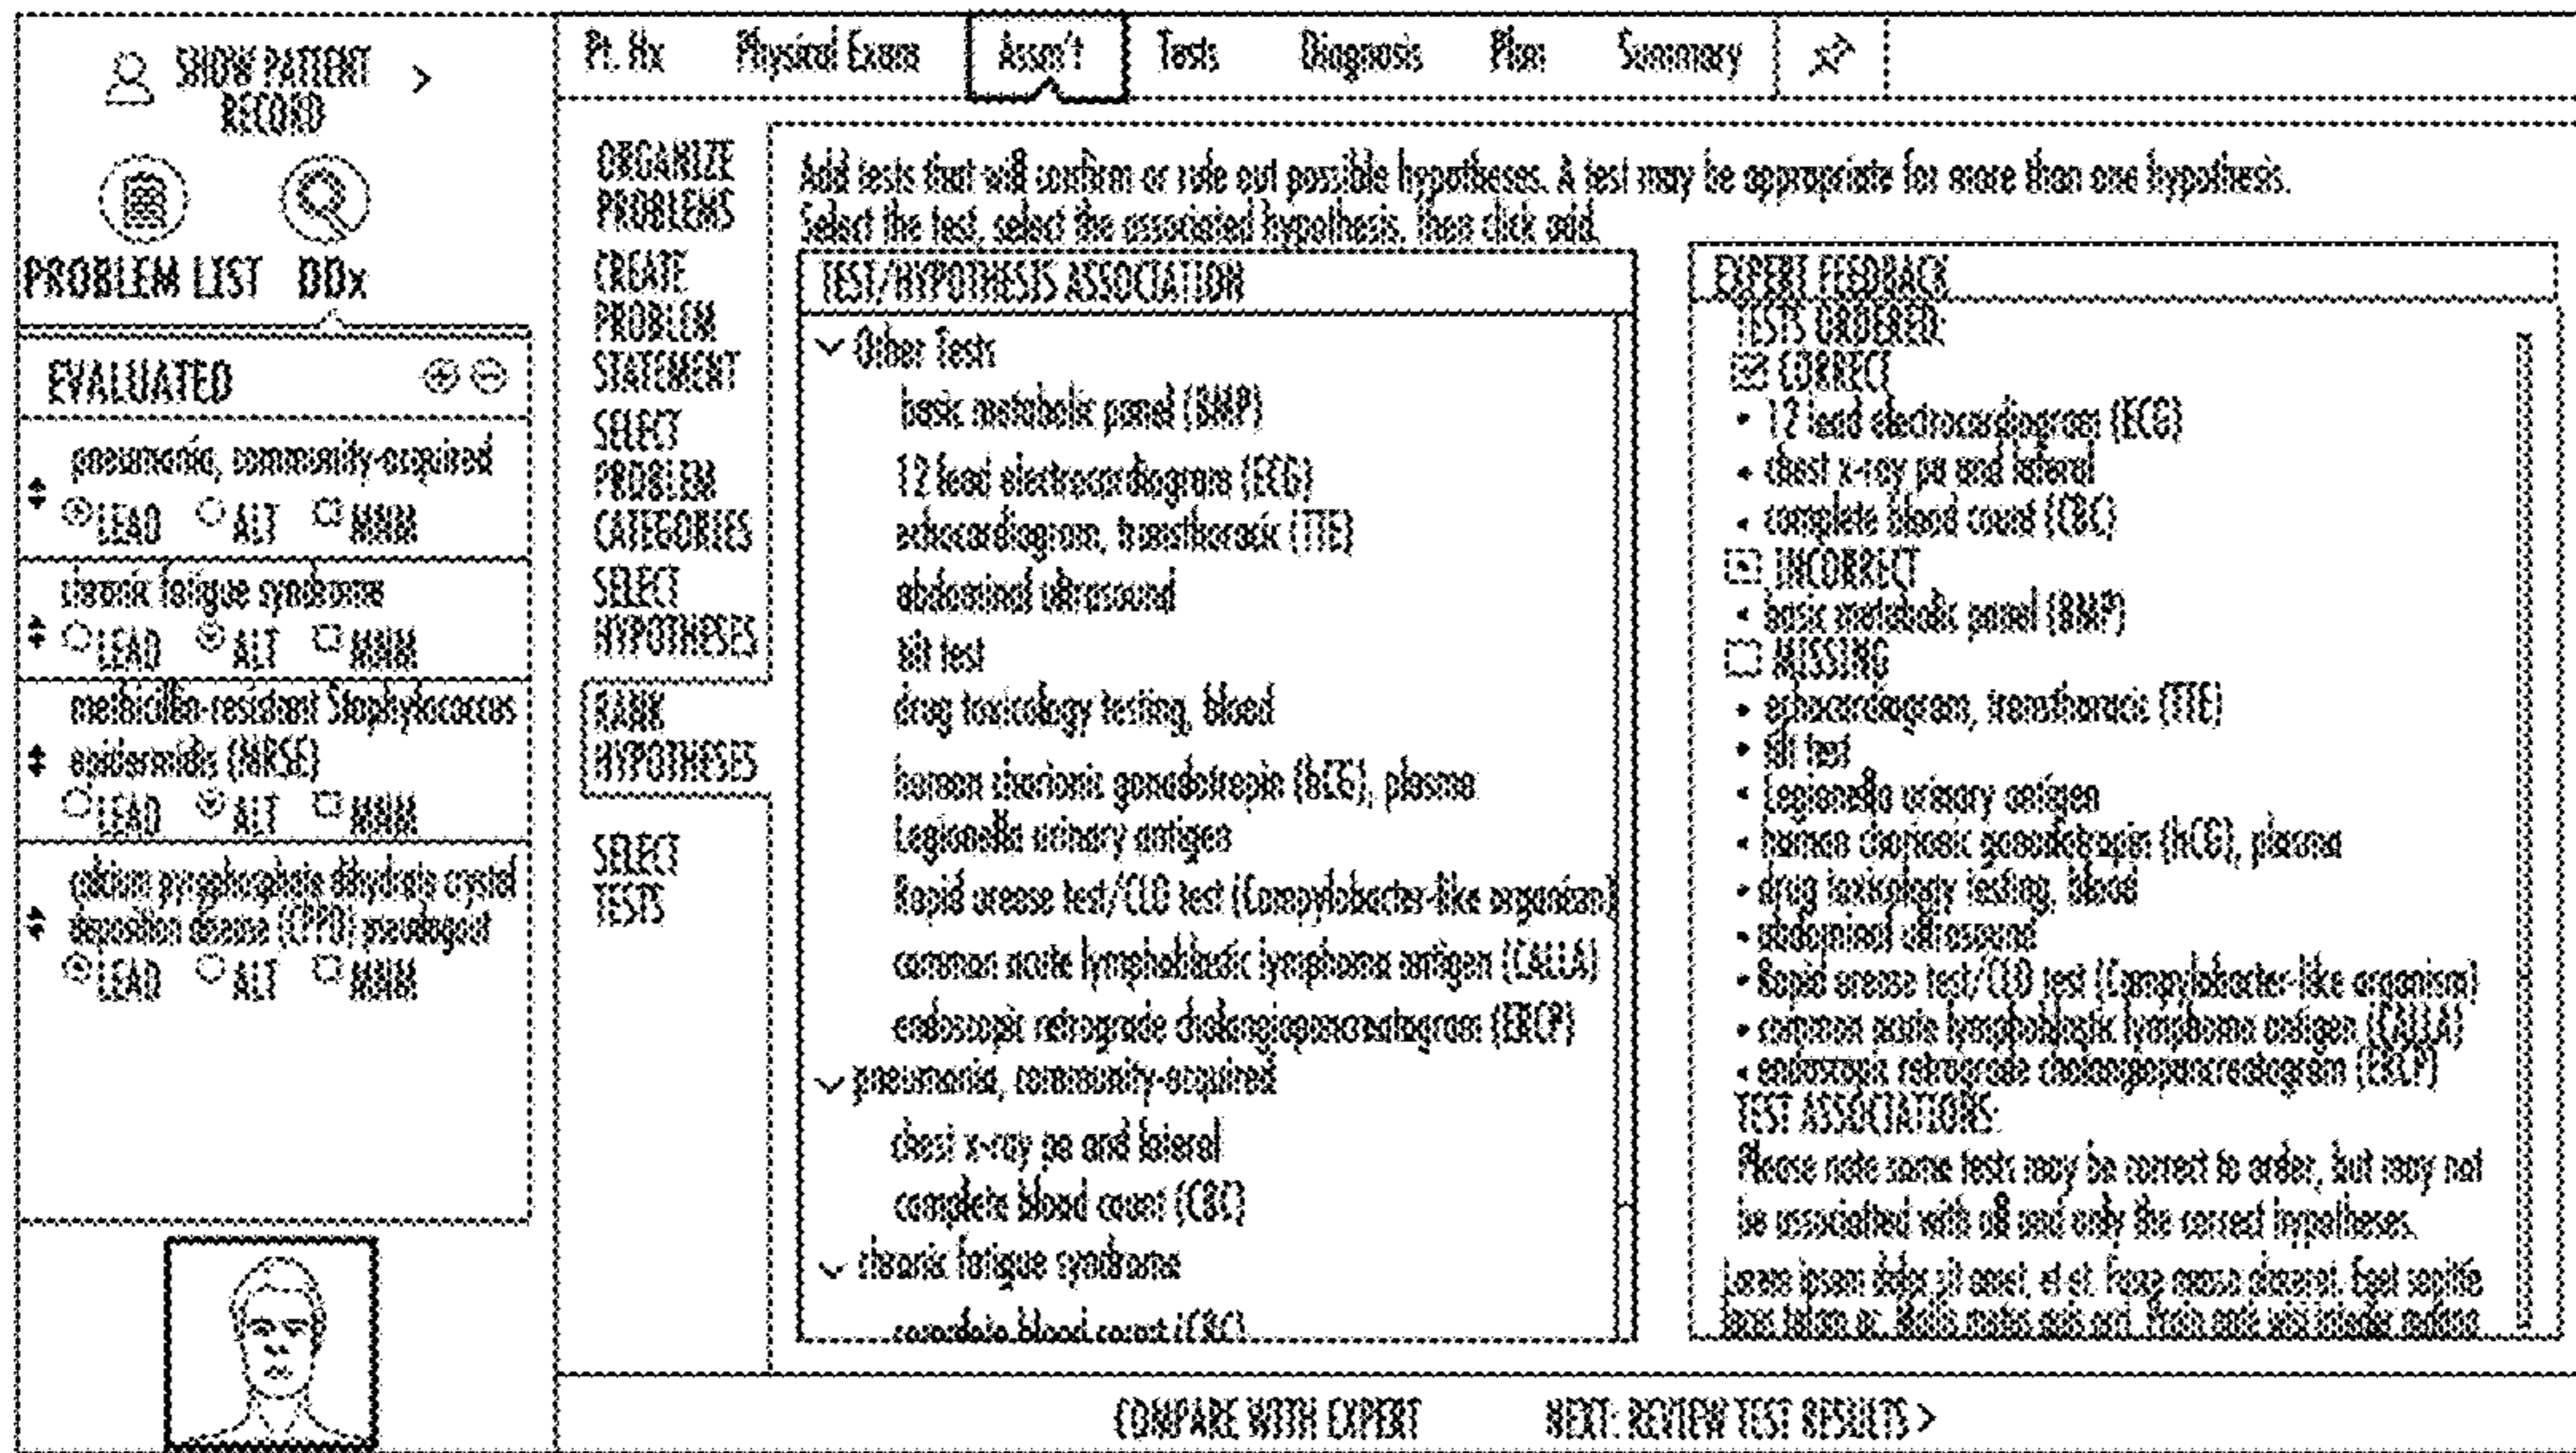 SHOW PATIENT
RECORD
>
PROBLEM LIST DDx
EVALUATED
pneumonia, community-acquired
LEAD ALT MNM
chronic fatigue syndrome
LEAD ALT MNM
methicillin-resistant Staphylococcus
epidermidis (MRSE)
LEAD ALT MNM
calcium pyrophosphate dihydrate crystal
deposition disease (CPPD) pseudogout
LEAD ALT MNM
Pt. Hx Physical Exam Assm't Tests Diagnosis Plan Summary
ORGANIZE
PROBLEMS
CREATE
PROBLEM
STATEMENT
SELECT
PROBLEM
CATEGORIES
SELECT
HYPOTHESES
RANK
HYPOTHESES
SELECT
TESTS
Add tests that will confirm or rule out possible hypotheses. A test may be appropriate for more than one hypothesis.
Select the test, select the associated hypothesis. Then click add.
TEST/HYPOTHESIS ASSOCIATION
Other Tests
basic metabolic panel (BMP)
12 lead electrocardiogram (ECG)
echocardiogram, transthoracic (TTE)
abdominal ultrasound
tilt test
drug toxicology testing, blood
human chorionic gonadotropin (hCG), plasma
Legionella urinary antigen
Rapid urease test/CLO test (Campylobacter-like organism)
common acute lymphoblastic lymphoma antigen (CALLA)
endoscopic retrograde cholangiopancreatogram (ERCP)
pneumonia, community-acquired
chest x-ray pa and lateral
complete blood count (CBC)
chronic fatigue syndrome
complete blood count (CBC)
EXPERT FEEDBACK
TESTS ORDERED:
CORRECT
• 12 lead electrocardiogram (ECG)
• chest x-ray pa and lateral
• complete blood count (CBC)
INCORRECT
• basic metabolic panel (BMP)
MISSING
• echocardiogram, transthoracic (TTE)
• tilt test
• Legionella urinary antigen
• human chorionic gonadotropin (hCG), plasma
• drug toxicology testing, blood
• abdominal ultrasound
• Rapid urease test/CLO test (Campylobacter-like organism)
• common acute lymphoblastic lymphoma antigen (CALLA)
• endoscopic retrograde cholangiopancreatogram (ERCP)
TEST ASSOCIATIONS:
Please note some tests may be correct to order, but may not
be associated with all and only the correct hypotheses.
Lorem ipsum dolor sit amet, et et.
COMPARE WITH EXPERT NEXT: REVIEW TEST RESULTS >